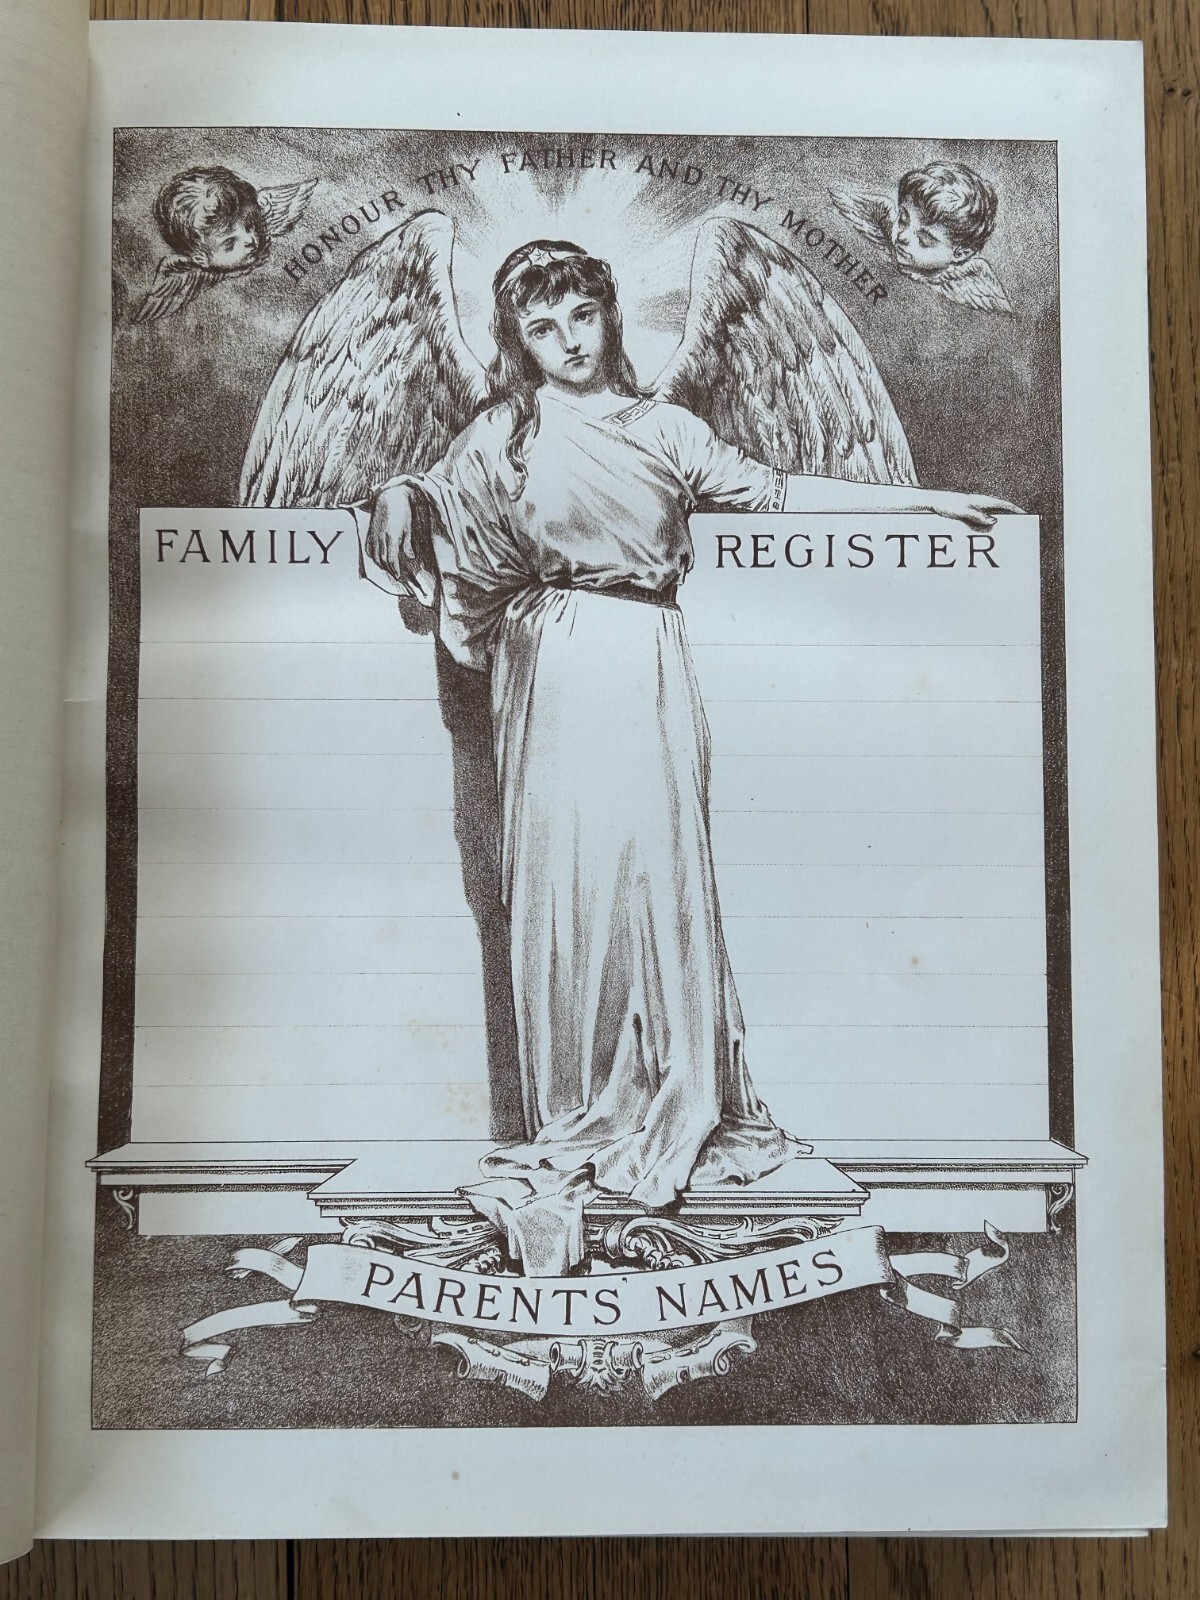 HONOUR THY FATHER AND THY MOTHER
FAMILY REGISTER
PARENTS' NAMES